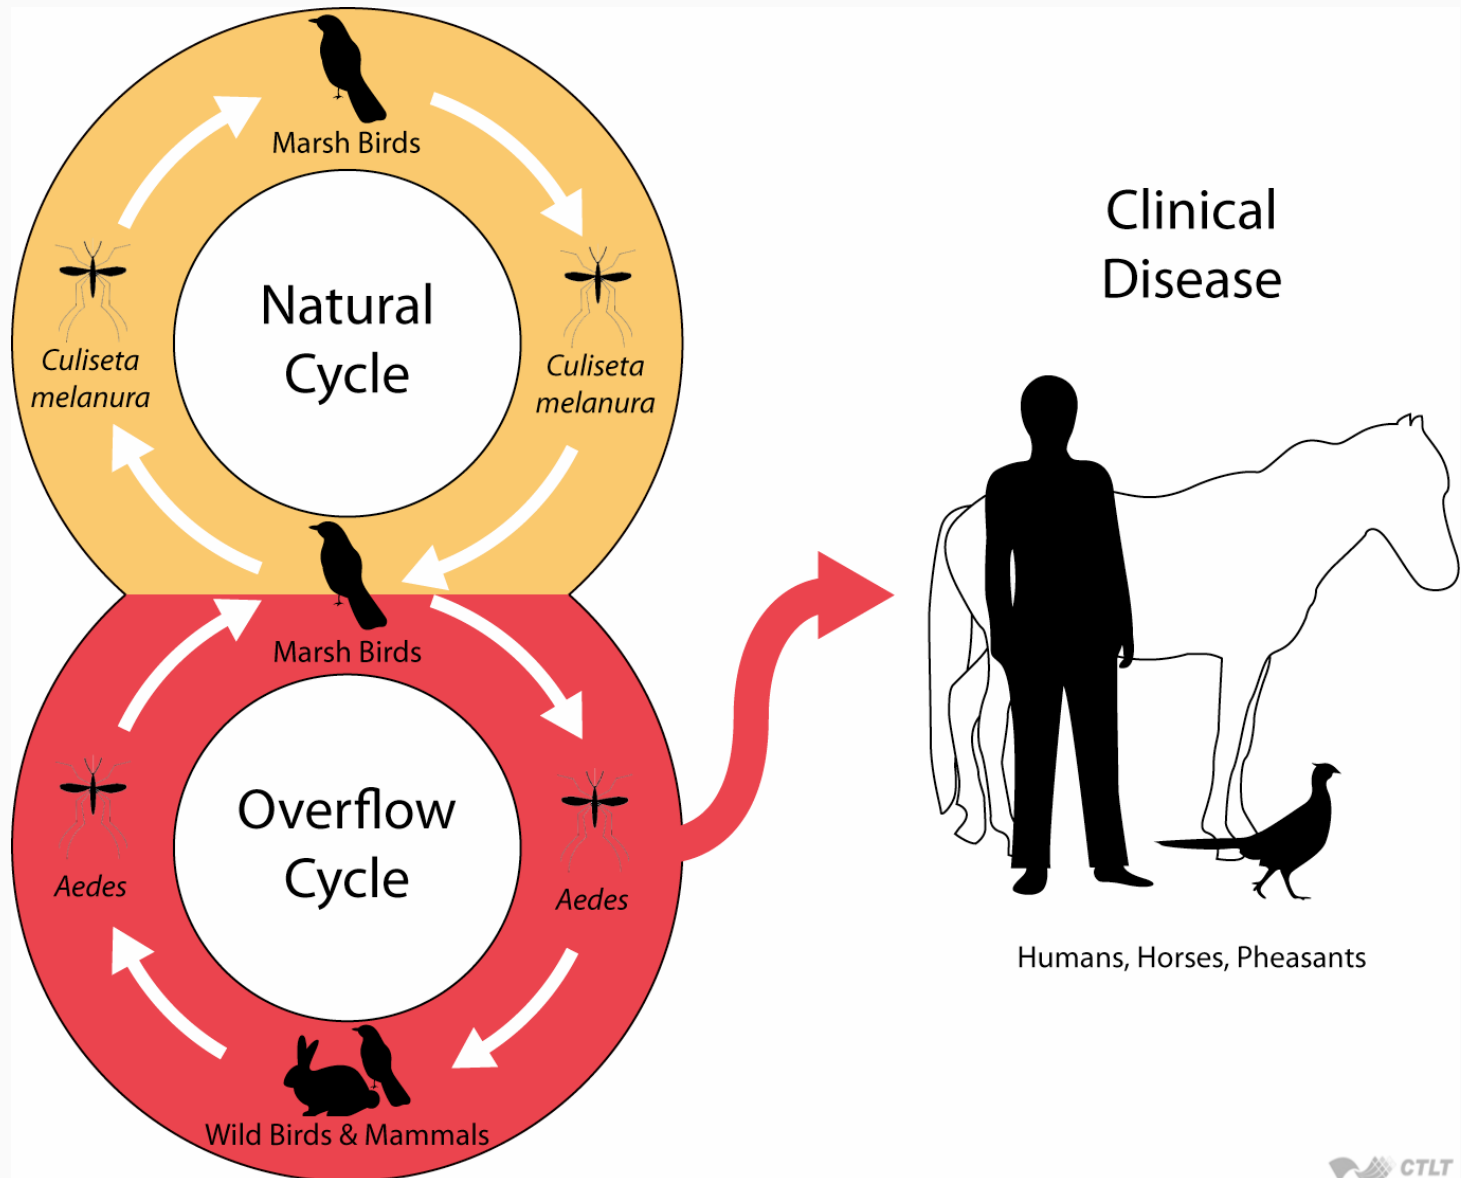 Marsh Birds
Natural
Cycle
Culiseta
melanura
Culiseta
melanura
Marsh Birds
Overflow
Cycle
Aedes
Aedes
Wild Birds & Mammals
Clinical
Disease
Humans, Horses, Pheasants
CTLT